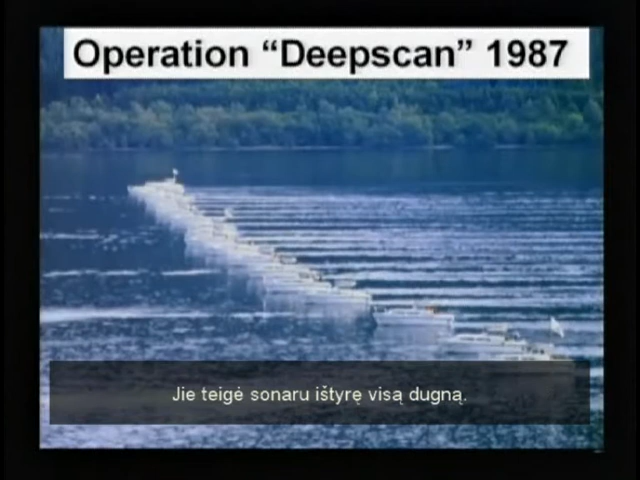 Operation “Deepscan” 1987
Jie teigė sonaru ištyrę visą dugną.